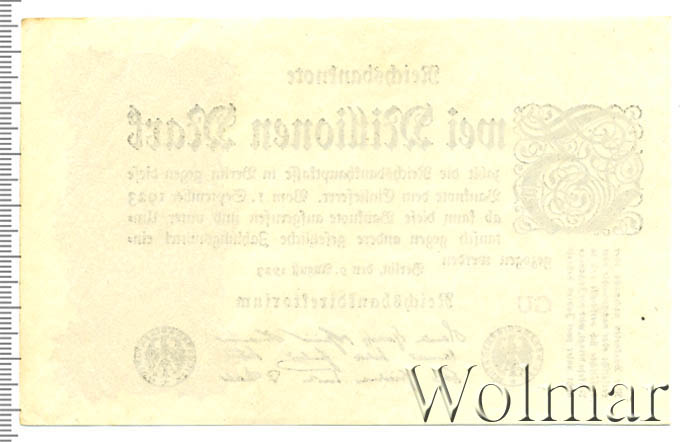 Reichsbanknote
Zwei Millionen Mark
zahlt die Reichsbankhauptkasse in Berlin gegen diese
Banknote dem Einlieferer. Vom 1. September 1923
ab kann diese Banknote aufgerufen und unter Um-
tausch gegen andere gesetzliche Zahlungsmittel ein-
gezogen werden
Berlin, den 9. August 1923
Reichsbankdirektorium
CU
Wolmar